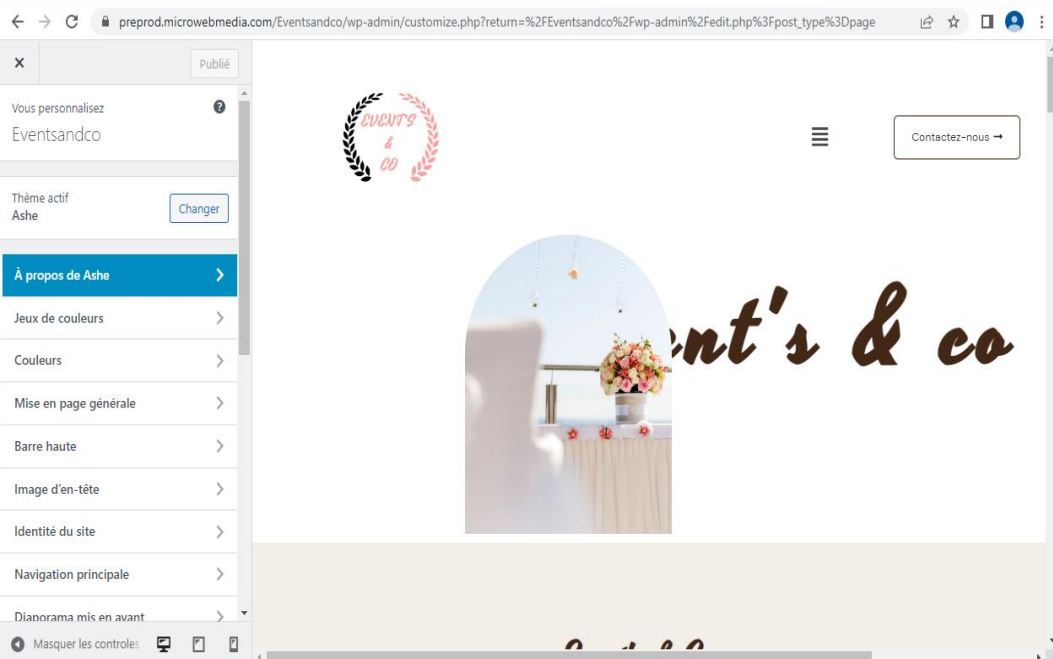 preprod.microwebmedia.com/Eventsandco/wp-admin/customize.php?return=%2FEventsandco%2Fwp-admin%2Fedit.php%3Fpost_type%3Dpage
Publié
Vous personnalisez
Eventsandco
Thème actif
Ashe
Changer
À propos de Ashe
Jeux de couleurs
Couleurs
Mise en page générale
Barre haute
Image d'en-tête
Identité du site
Navigation principale
Diaporama mis en avant
Masquer les controles
EVENT'S
&
CO
Contactez-nous ➞
ent's & co